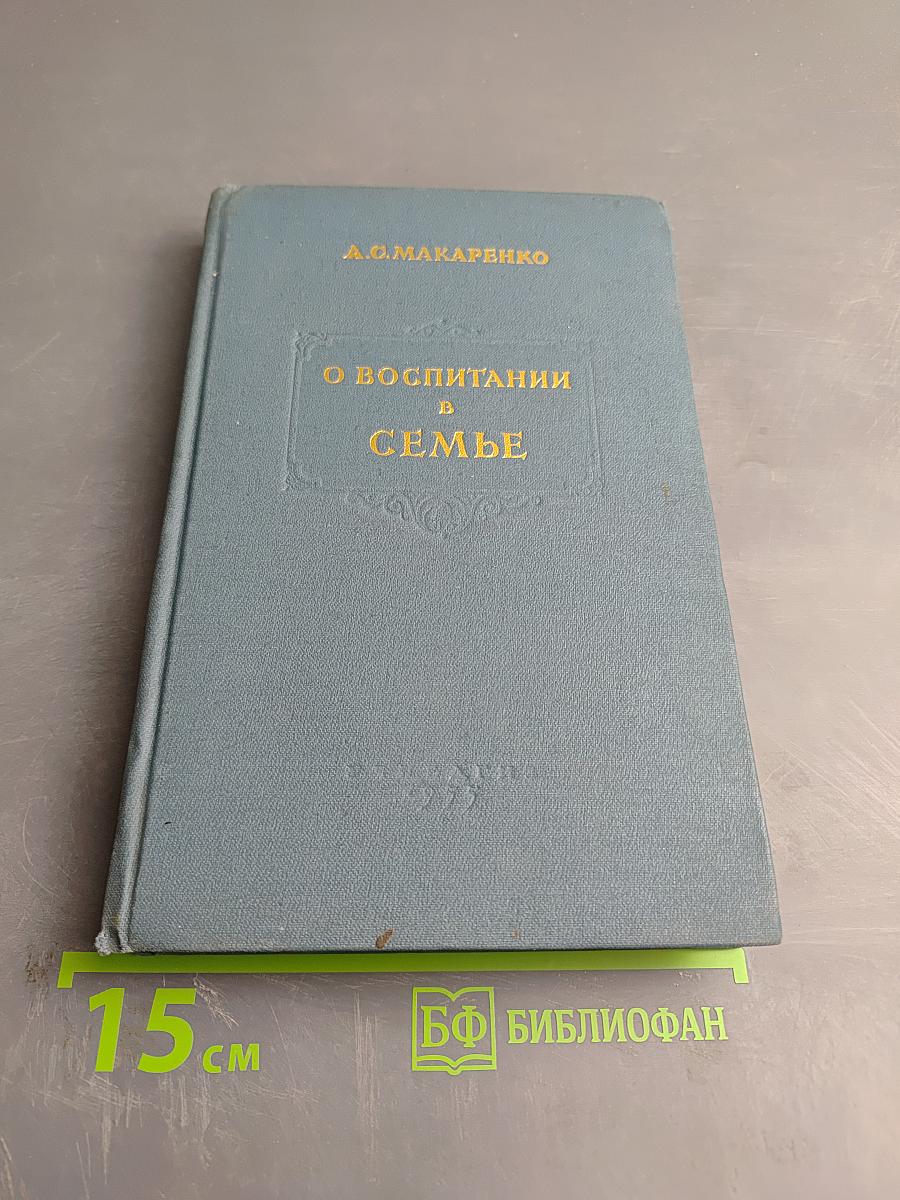 А.С.МАКАРЕНКО
О ВОСПИТАНИИ
В
СЕМЬЕ
15 см
БФ БИБЛИОФАН